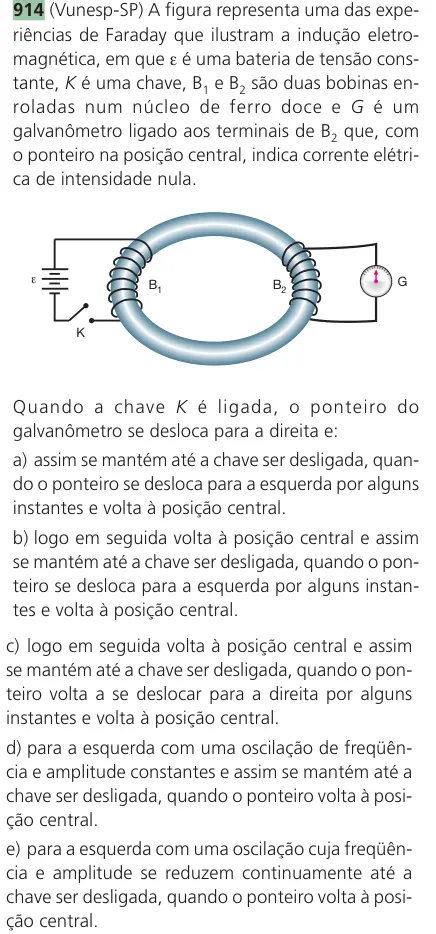 914 (Vunesp-SP) A figura representa uma das expe-
riências de Faraday que ilustram a indução eletro-
magnética, em que ε é uma bateria de tensão cons-
tante, K é uma chave, B₁ e B₂ são duas bobinas en-
roladas num núcleo de ferro doce e G é um
galvanômetro ligado aos terminais de B₂ que, com
o ponteiro na posição central, indica corrente elétri-
ca de intensidade nula.
ε
B₁
B₂
G
K
Quando a chave K é ligada, o ponteiro do
galvanômetro se desloca para a direita e:
a) assim se mantém até a chave ser desligada, quan-
do o ponteiro se desloca para a esquerda por alguns
instantes e volta à posição central.
b) logo em seguida volta à posição central e assim
se mantém até a chave ser desligada, quando o pon-
teiro se desloca para a esquerda por alguns instan-
tes e volta à posição central.
c) logo em seguida volta à posição central e assim
se mantém até a chave ser desligada, quando o pon-
teiro volta a se deslocar para a direita por alguns
instantes e volta à posição central.
d) para a esquerda com uma oscilação de freqüên-
cia e amplitude constantes e assim se mantém até a
chave ser desligada, quando o ponteiro volta à posi-
ção central.
e) para a esquerda com uma oscilação cuja freqüên-
cia e amplitude se reduzem continuamente até a
chave ser desligada, quando o ponteiro volta à posi-
ção central.